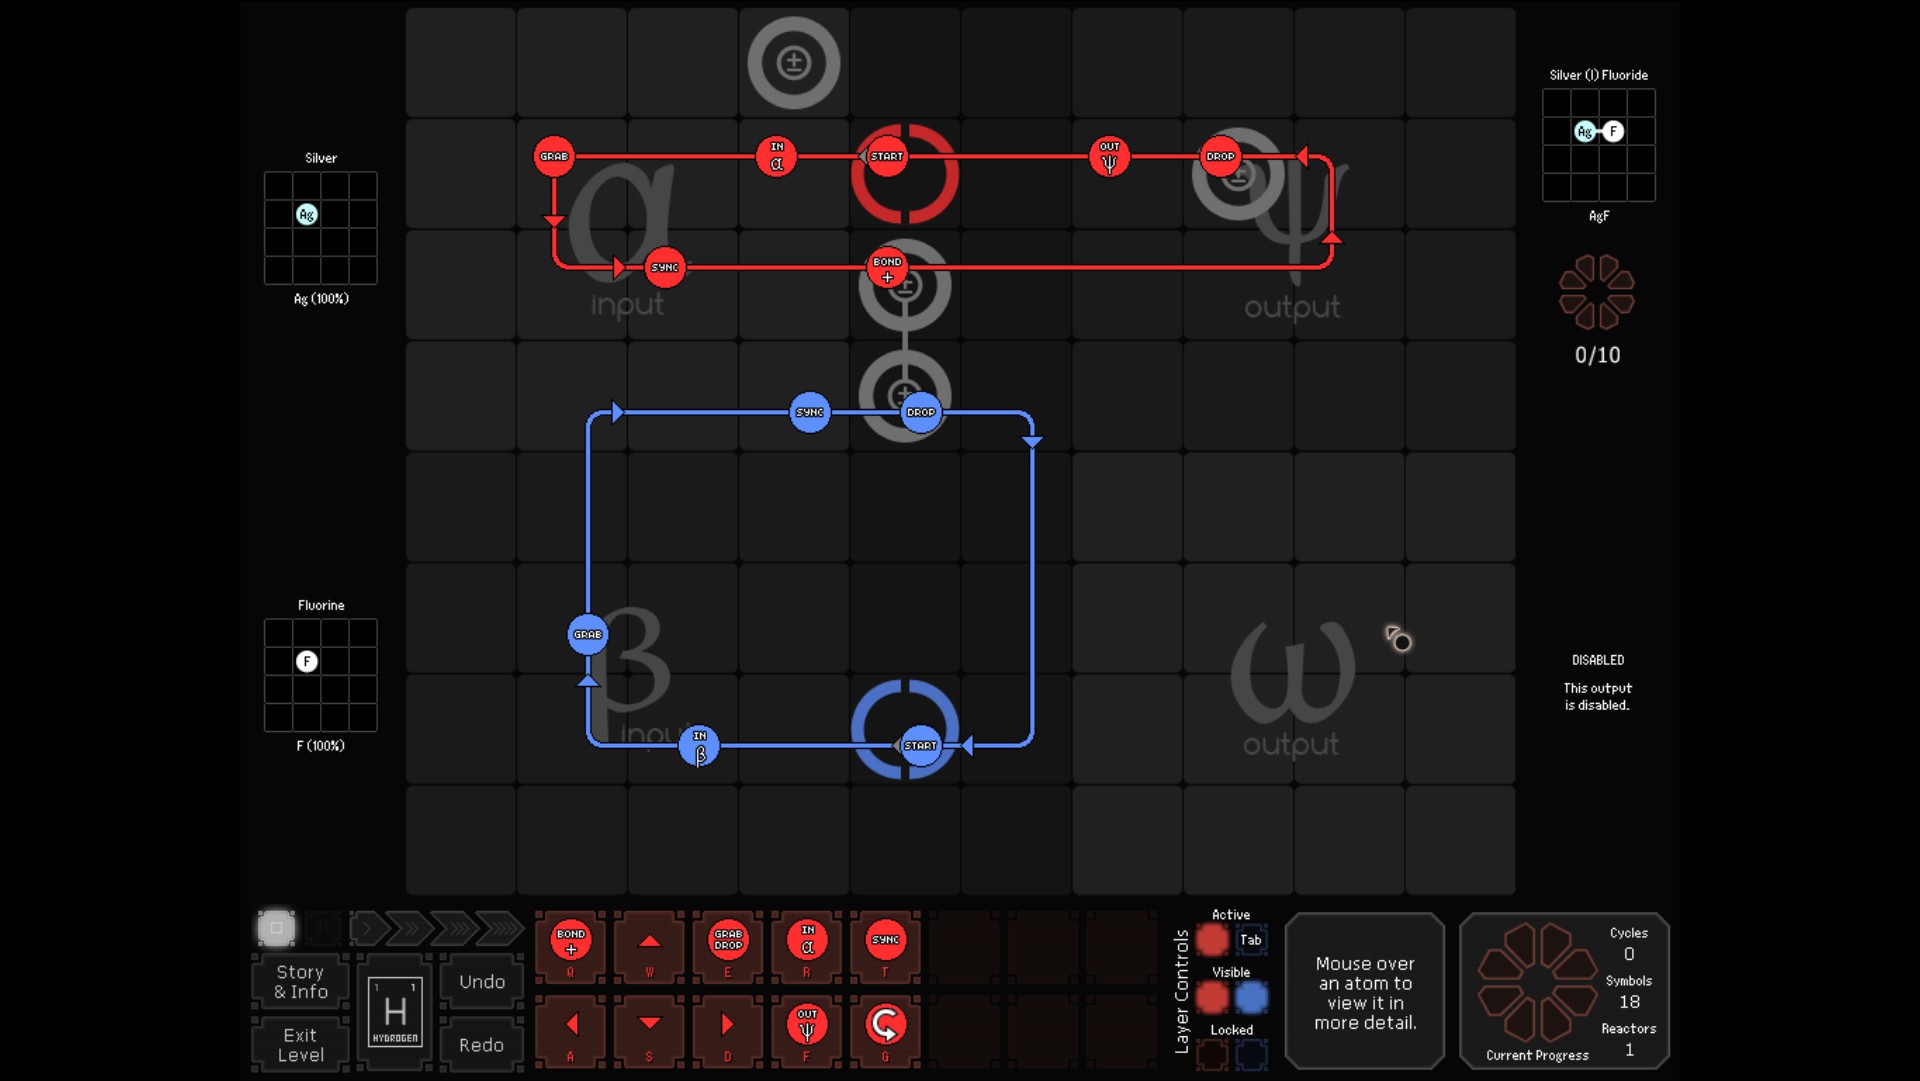 Silver
Ag
Ag (100%)
Fluorine
F
F (100%)
±
GRAB
IN
α
START
OUT
ψ
DROP
±
α
ψ
SYNC
BOND
+
±
input
output
±
SYNC
DROP
GRAB
β
ω
IN
β
START
input
output
Silver (I) Fluoride
Ag F
AgF
0/10
DISABLED
This output
is disabled.
Story
& Info
Exit
Level
1 1
H
HYDROGEN
Undo
Redo
BOND
+
Q
W
GRAB
DROP
E
IN
α
R
SYNC
T
A
S
D
OUT
ψ
F
G
Layer Controls
Active
Tab
Visible
Locked
Mouse over
an atom to
view it in
more detail.
Cycles
0
Symbols
18
Reactors
1
Current Progress